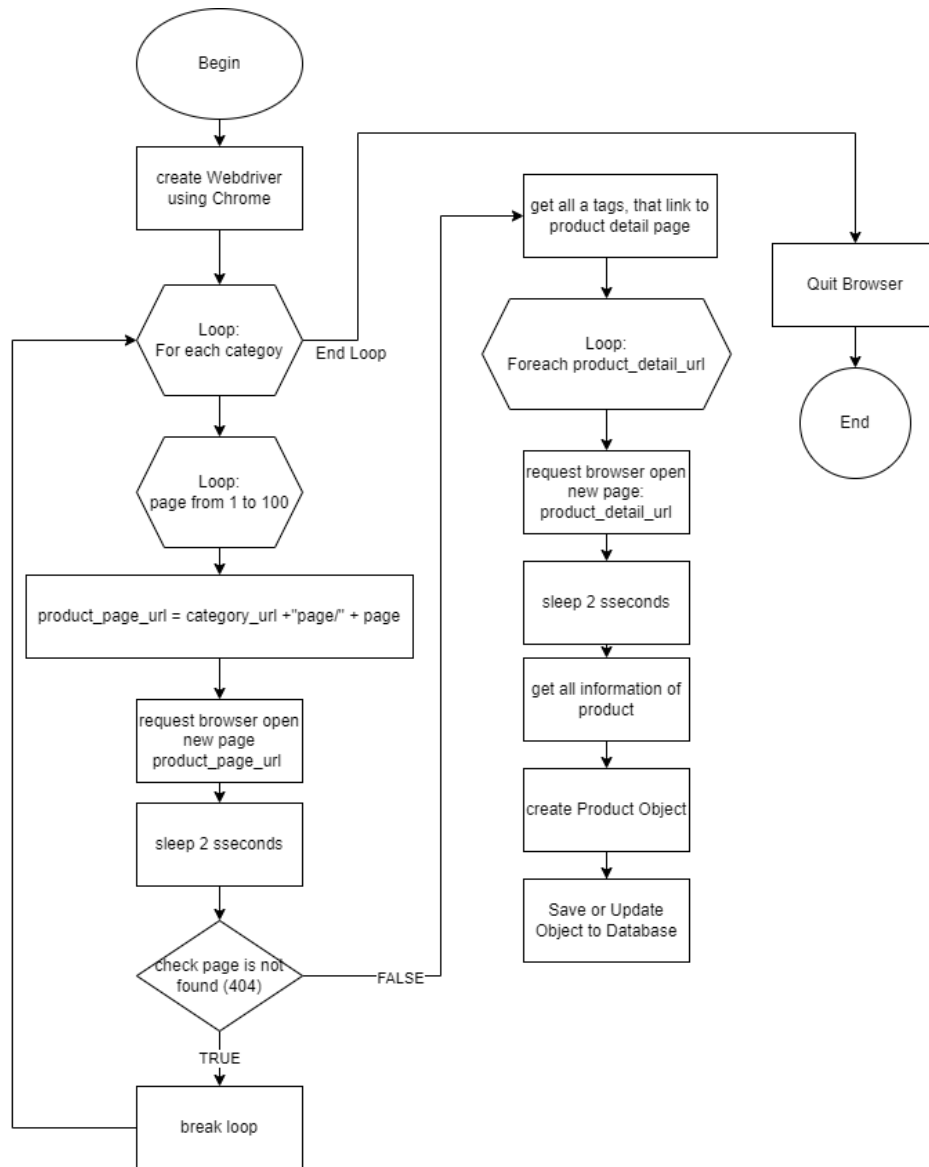 Begin
create Webdriver
using Chrome
Loop:
For each categoy
End Loop
Loop:
page from 1 to 100
product_page_url = category_url +"page/" + page
request browser open
new page
product_page_url
sleep 2 sseconds
check page is not
found (404)
FALSE
TRUE
break loop
get all a tags, that link to
product detail page
Loop:
Foreach product_detail_url
request browser open
new page:
product_detail_url
sleep 2 sseconds
get all information of
product
create Product Object
Save or Update
Object to Database
Quit Browser
End